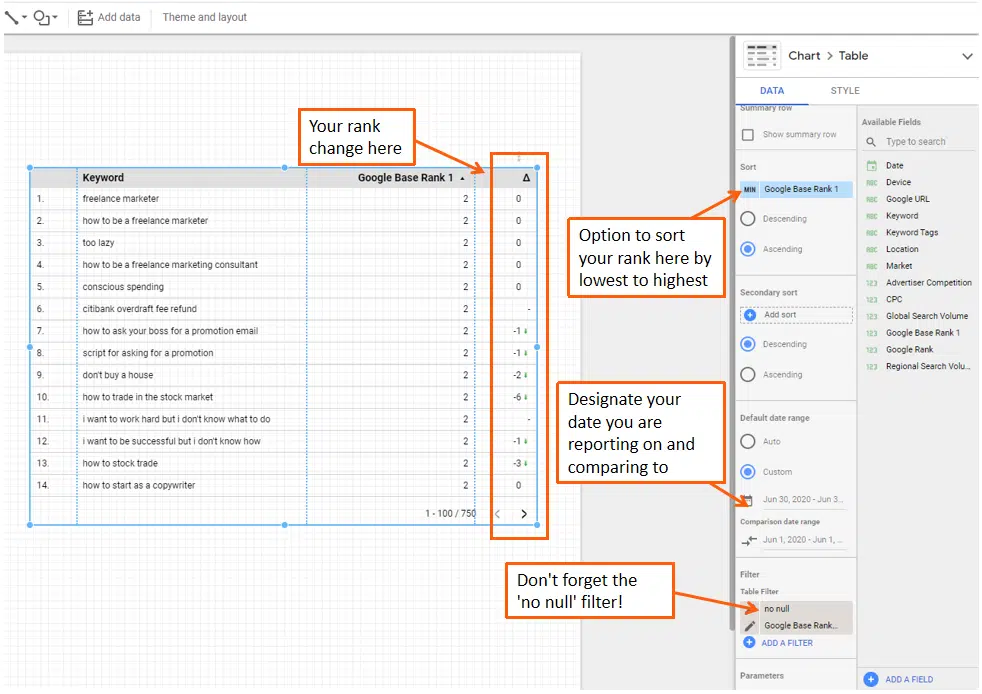 Add data
Theme and layout
Chart > Table
DATA
STYLE
Summary row
Show summary row
Sort
MIN Google Base Rank 1
Descending
Ascending
Secondary sort
Add sort
Descending
Ascending
Default date range
Auto
Custom
Jun 30, 2020 - Jun 3...
Comparison date range
Jun 1, 2020 - Jun 1, ...
Filter
Table Filter
no null
Google Base Rank...
ADD A FILTER
Parameters
Available Fields
Type to search
Date
ABC Device
ABC Google URL
ABC Keyword
ABC Keyword Tags
ABC Location
ABC Market
123 Advertiser Competition
123 CPC
123 Global Search Volume
123 Google Base Rank 1
123 Google Rank
123 Regional Search Volu...
ADD A FIELD
Your rank
change here
Keyword Google Base Rank 1 Δ
1. freelance marketer 2 0
2. how to be a freelance marketer 2 0
3. too lazy 2 0
4. how to be a freelance marketing consultant 2 0
5. conscious spending 2 0
6. citibank overdraft fee refund 2 -
7. how to ask your boss for a promotion email 2 -1
8. script for asking for a promotion 2 -1
9. don't buy a house 2 -2
10. how to trade in the stock market 2 -6
11. i want to work hard but i don't know what to do 2 -
12. i want to be successful but i don't know how 2 -1
13. how to stock trade 2 -3
14. how to start as a copywriter 2 0
1 - 100 / 750 < >
Option to sort
your rank here by
lowest to highest
Designate your
date you are
reporting on and
comparing to
Don't forget the
'no null' filter!